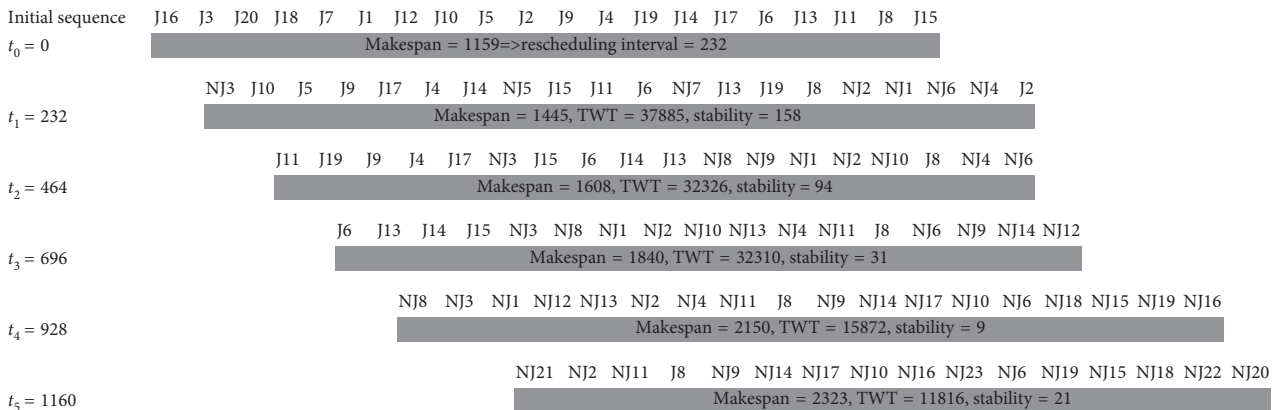 Initial sequence J16 J3 J20 J18 J7 J1 J12 J10 J5 J2 J9 J4 J19 J14 J17 J6 J13 J11 J8 J15
t0 = 0 Makespan = 1159=>rescheduling interval = 232
NJ3 J10 J5 J9 J17 J4 J14 NJ5 J15 J11 J6 NJ7 J13 J19 J8 NJ2 NJ1 NJ6 NJ4 J2
t1 = 232 Makespan = 1445, TWT = 37885, stability = 158
J11 J19 J9 J4 J17 NJ3 J15 J6 J14 J13 NJ8 NJ9 NJ1 NJ2 NJ10 J8 NJ4 NJ6
t2 = 464 Makespan = 1608, TWT = 32326, stability = 94
J6 J13 J14 J15 NJ3 NJ8 NJ1 NJ2 NJ10 NJ13 NJ4 NJ11 J8 NJ6 NJ9 NJ14 NJ12
t3 = 696 Makespan = 1840, TWT = 32310, stability = 31
NJ8 NJ3 NJ1 NJ12 NJ13 NJ2 NJ4 NJ11 J8 NJ9 NJ14 NJ17 NJ10 NJ6 NJ18 NJ15 NJ19 NJ16
t4 = 928 Makespan = 2150, TWT = 15872, stability = 9
NJ21 NJ2 NJ11 J8 NJ9 NJ14 NJ17 NJ10 NJ16 NJ23 NJ6 NJ19 NJ15 NJ18 NJ22 NJ20
t5 = 1160 Makespan = 2323, TWT = 11816, stability = 21